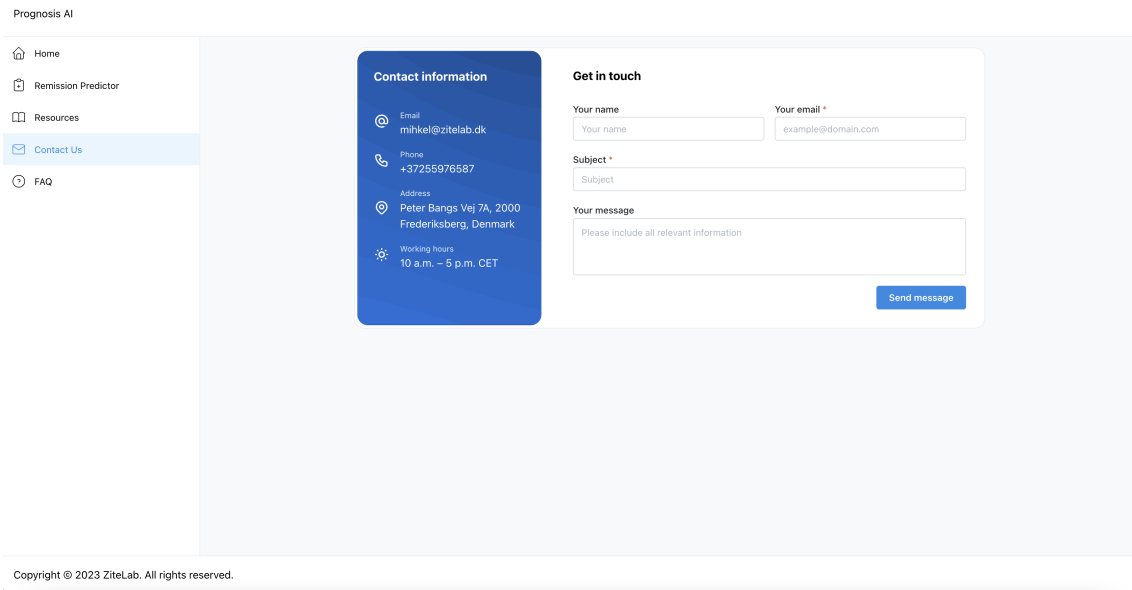 Prognosis AI
Home
Remission Predictor
Resources
Contact Us
FAQ
Contact information
Email
mihkel@zitelab.dk
Phone
+37255976587
Address
Peter Bangs Vej 7A, 2000
Frederiksberg, Denmark
Working hours
10 a.m. – 5 p.m. CET
Get in touch
Your name
Your name
Your email *
example@domain.com
Subject *
Subject
Your message
Please include all relevant information
Send message
Copyright © 2023 ZiteLab. All rights reserved.